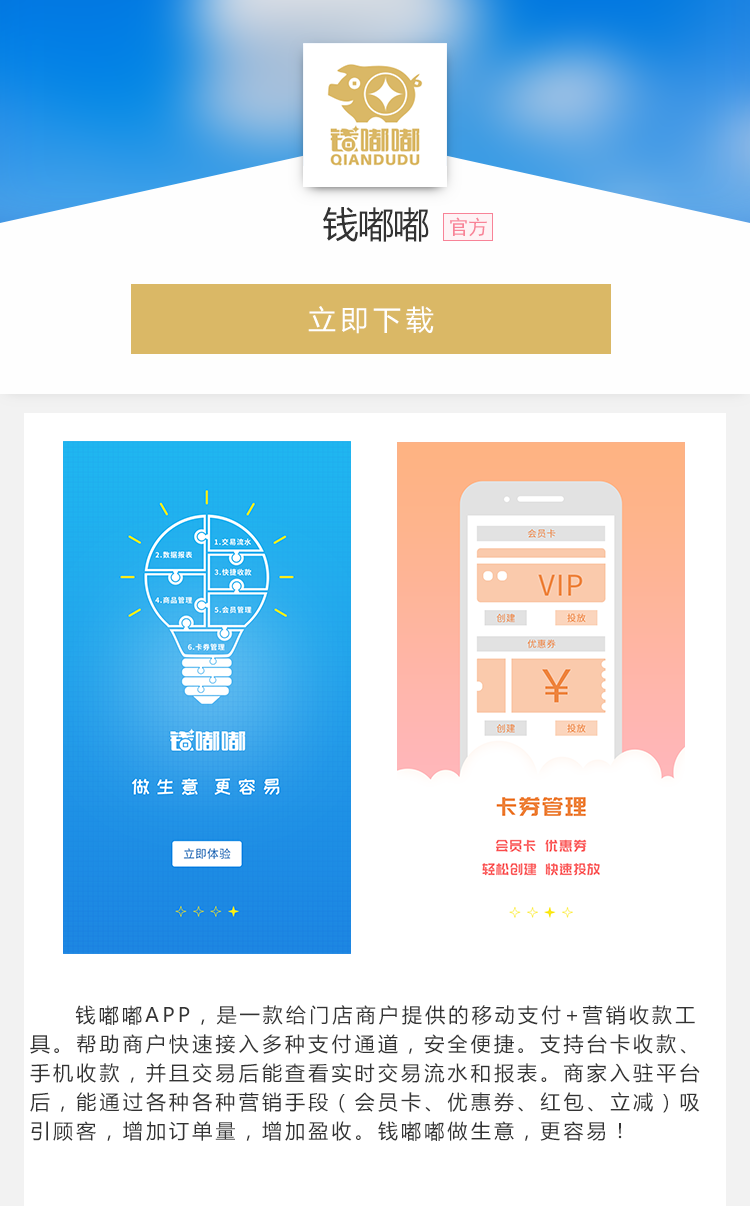 钱嘟嘟
QIANDUDU
钱嘟嘟 官方
立即下载
1.交易流水
2.数据报表
3.快捷收款
4.商品管理
5.会员管理
6.卡券管理
钱嘟嘟
做生意 更容易
立即体验
会员卡
VIP
创建 投放
优惠券
¥
创建 投放
卡券管理
会员卡 优惠券
轻松创建 快速投放
钱嘟嘟APP，是一款给门店商户提供的移动支付+营销收款工
具。帮助商户快速接入多种支付通道，安全便捷。支持台卡收款、
手机收款，并且交易后能查看实时交易流水和报表。商家入驻平台
后，能通过各种各种营销手段（会员卡、优惠券、红包、立减）吸
引顾客，增加订单量，增加盈收。钱嘟嘟做生意，更容易！